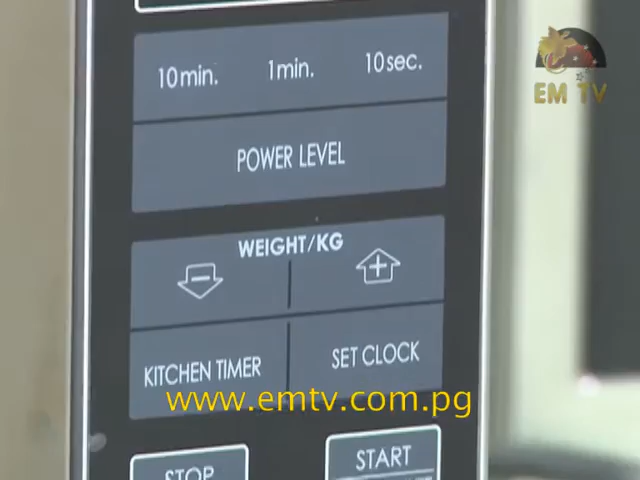 10min. 1min. 10sec.
EM TV
POWER LEVEL
WEIGHT/KG
KITCHEN TIMER SET CLOCK
www.emtv.com.pg
STOP START